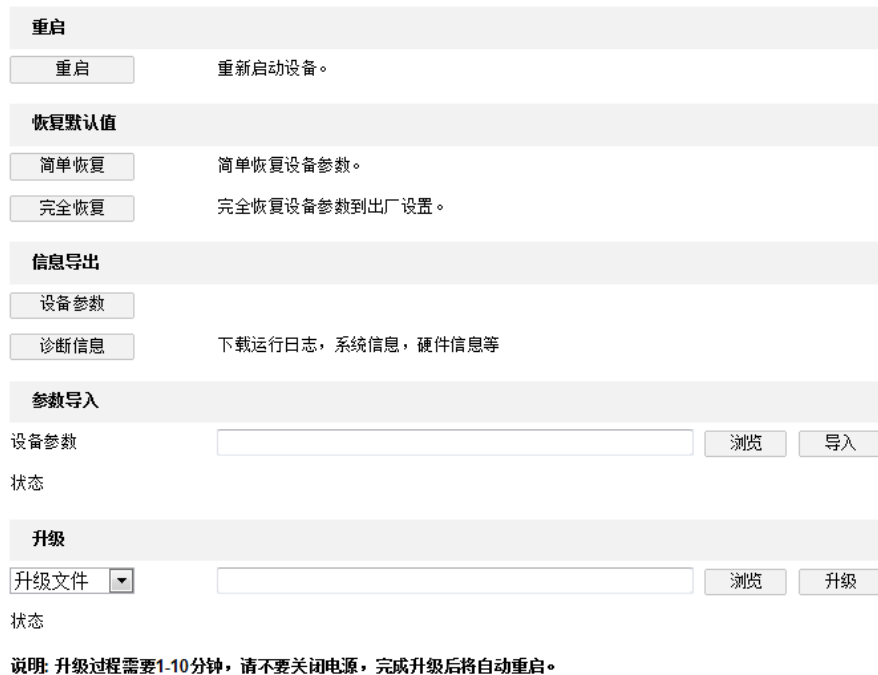 重启
重启 重新启动设备。
恢复默认值
简单恢复 简单恢复设备参数。
完全恢复 完全恢复设备参数到出厂设置。
信息导出
设备参数
诊断信息 下载运行日志，系统信息，硬件信息等
参数导入
设备参数 浏览 导入
状态
升级
升级文件 浏览 升级
状态
说明: 升级过程需要1-10分钟，请不要关闭电源，完成升级后将自动重启。